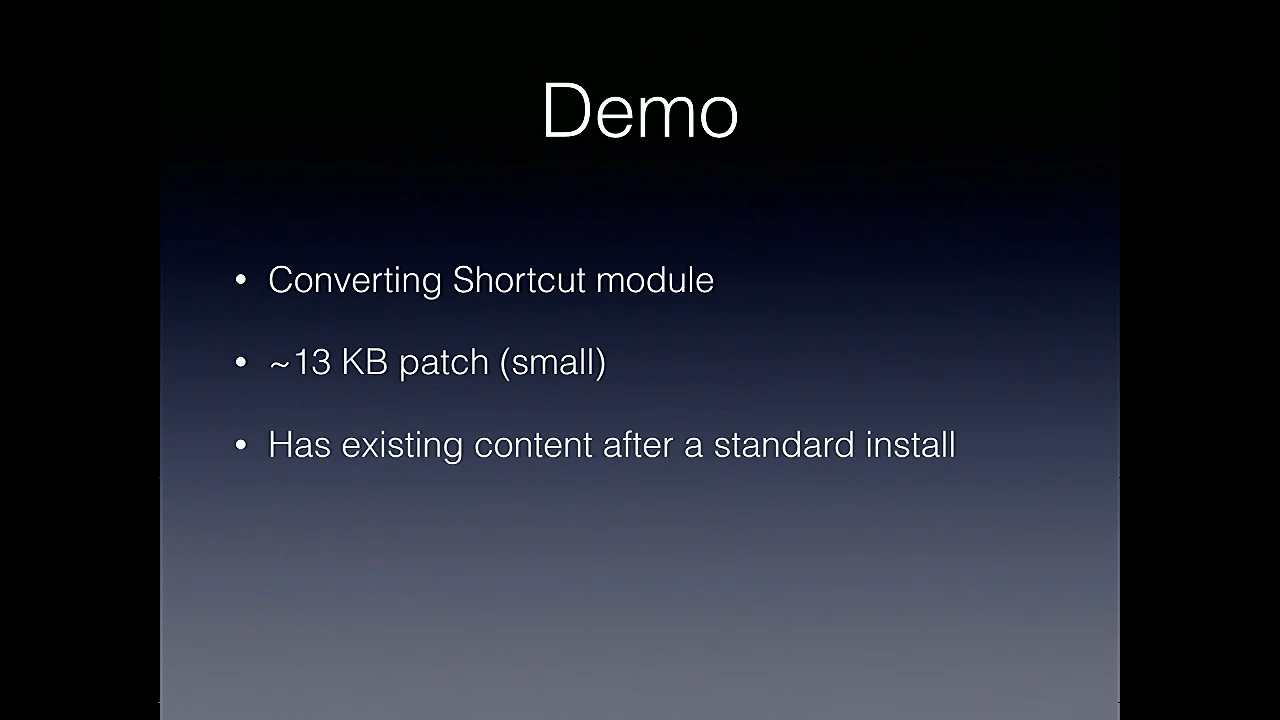 Demo
• Converting Shortcut module
• ~13 KB patch (small)
• Has existing content after a standard install